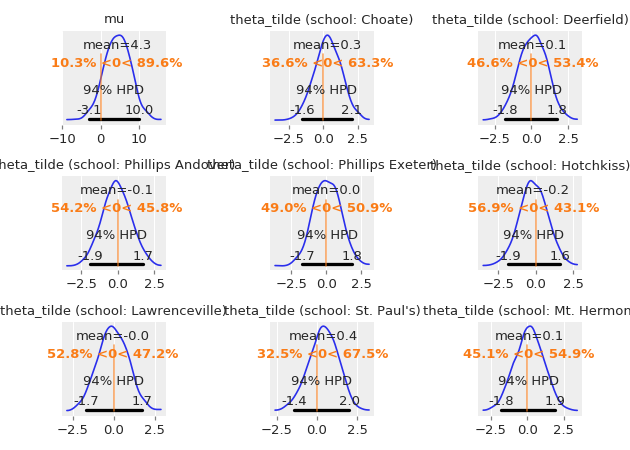 mu
theta_tilde (school: Choate)
theta_tilde (school: Deerfield)
mean=4.3
mean=0.3
mean=0.1
10.3% <0< 89.6%
36.6% <0< 63.3%
46.6% <0< 53.4%
94% HPD
94% HPD
94% HPD
-3.1 10.0
-1.6 2.1
-1.8 1.8
−10 0 10
−2.5 0.0 2.5
−2.5 0.0 2.5
theta_tilde (school: Phillips Andover)
theta_tilde (school: Phillips Exeter)
theta_tilde (school: Hotchkiss)
mean=-0.1
mean=0.0
mean=-0.2
54.2% <0< 45.8%
49.0% <0< 50.9%
56.9% <0< 43.1%
94% HPD
94% HPD
94% HPD
-1.9 1.7
-1.7 1.8
-1.9 1.6
−2.5 0.0 2.5
−2.5 0.0 2.5
−2.5 0.0 2.5
theta_tilde (school: Lawrenceville)
theta_tilde (school: St. Paul's)
theta_tilde (school: Mt. Hermon
mean=-0.0
mean=0.4
mean=0.1
52.8% <0< 47.2%
32.5% <0< 67.5%
45.1% <0< 54.9%
94% HPD
94% HPD
94% HPD
-1.7 1.7
-1.4 2.0
-1.8 1.9
−2.5 0.0 2.5
−2.5 0.0 2.5
−2.5 0.0 2.5